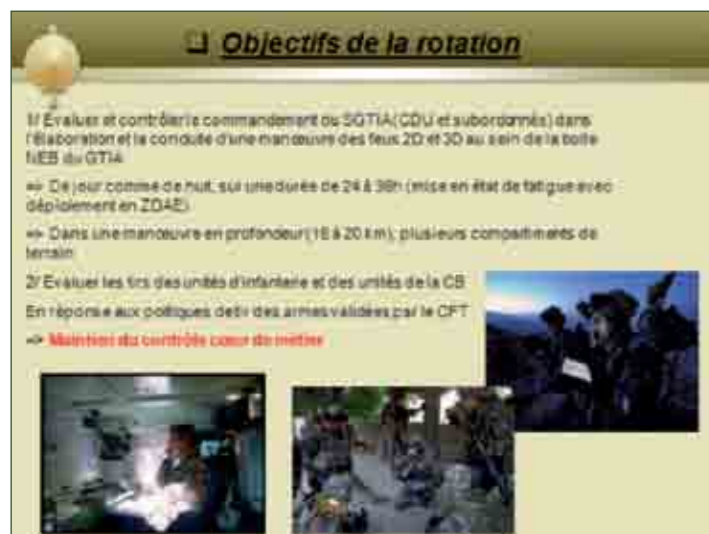 ❑ Objectifs de la rotation
1/ Evaluer et contrôler le commandement du SGTIA(CDU et subordonnés) dans
l'élaboration et la conduite d'une manœuvre des feux 2D et 3D au sein de la boîte
NEB du GTIA
=> De jour comme de nuit, sur une durée de 24 à 36h (mise en état de fatigue avec
déploiement en ZDAE)
=> Dans une manœuvre en profondeur(15 à 20 km), plusieurs compartiments de
terrain
2/ Evaluer les tirs des unités d'infanterie et des unités de la CB
En réponse aux politiques de tir des armes validées par le CFT
=> Maintien du contrôle cœur de métier